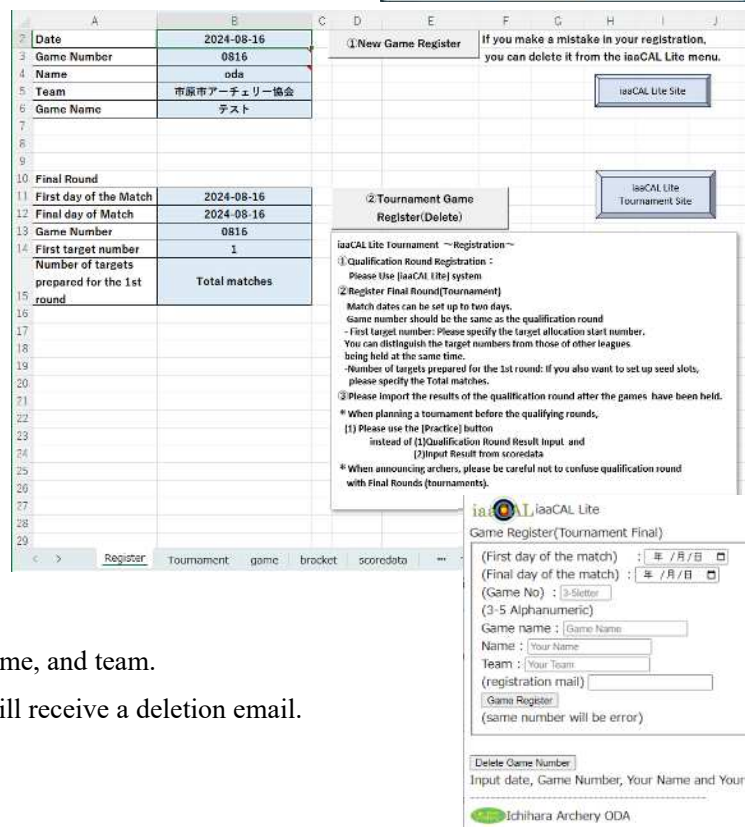 A B C D E F G H I J
2 Date 2024-08-16
3 Game Number 0816
4 Name oda
5 Team 市原市アーチェリー協会
6 Game Name テスト
7
8
9
10 Final Round
11 First day of the Match 2024-08-16
12 Final day of Match 2024-08-16
13 Game Number 0816
14 First target number 1
Number of targets
prepared for the 1st
15 round
Total matches
16
17
18
19
20
21
22
23
24
25
26
27
28
29
①New Game Register
If you make a mistake in your registration,
you can delete it from the iaaCAL Lite menu.
iaaCAL Lite Site
②Tournament Game
Register(Delete)
iaaCAL Lite
Tournament Site
iaaCAL Lite Tournament ～Registration～
①Qualification Round Registration：
Please Use [iaaCAL Lite] system
②Register Final Round(Tournament)
Match dates can be set up to two days.
Game number should be the same as the qualification round
- First target number: Please specify the target allocation start number.
You can distinguish the target numbers from those of other leagues
being held at the same time.
-Number of targets prepared for the 1st round: If you also want to set up seed slots,
please specify the Total matches.
③Please import the results of the qualification round after the games have been held.
* When planning a tournament before the qualifying rounds,
(1) Please use the [Practice] button
instead of (1)Qualification Round Result Input and
(2)Input Result from scoredata
* When announcing archers, please be careful not to confuse qualification round
with Final Rounds (tournaments).
< > Register Tournament game brocket scoredata ···
iaaCAL iaaCAL Lite
Game Register(Tournament Final)
(First day of the match) : 年 /月/日
(Final day of the match) : 年 /月/日
(Game No) : 3-5letter
(3-5 Alphanumeric)
Game name : Game Name
Name : Your Name
Team : Your Team
(registration mail)
Game Register
(same number will be error)
Delete Game Number
Input date, Game Number, Your Name and Your
Ichihara Archery ODA
me, and team.
ill receive a deletion email.